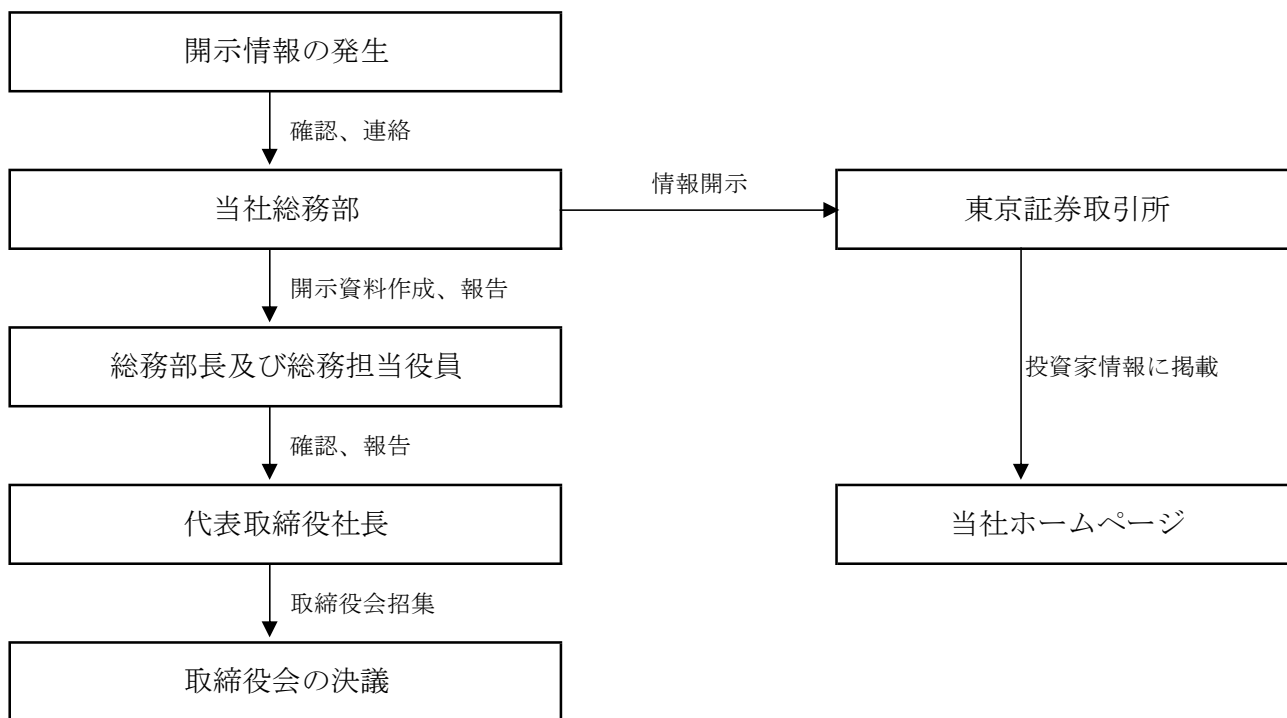 開示情報の発生
確認、連絡
当社総務部
情報開示
東京証券取引所
開示資料作成、報告
総務部長及び総務担当役員
投資家情報に掲載
確認、報告
代表取締役社長
当社ホームページ
取締役会招集
取締役会の決議